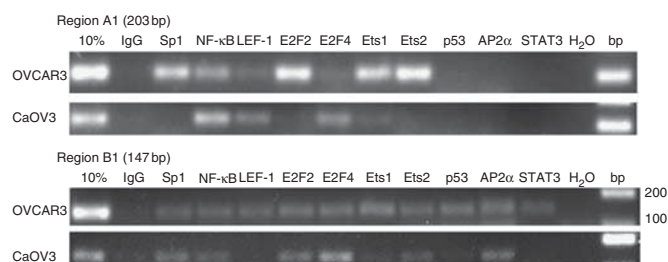 Region A1 (203 bp)
10% IgG Sp1 NF-κB LEF-1 E2F2 E2F4 Ets1 Ets2 p53 AP2α STAT3 H₂O bp
OVCAR3
CaOV3
Region B1 (147 bp)
10% IgG Sp1 NF-κB LEF-1 E2F2 E2F4 Ets1 Ets2 p53 AP2α STAT3 H₂O bp
OVCAR3 200
100
CaOV3